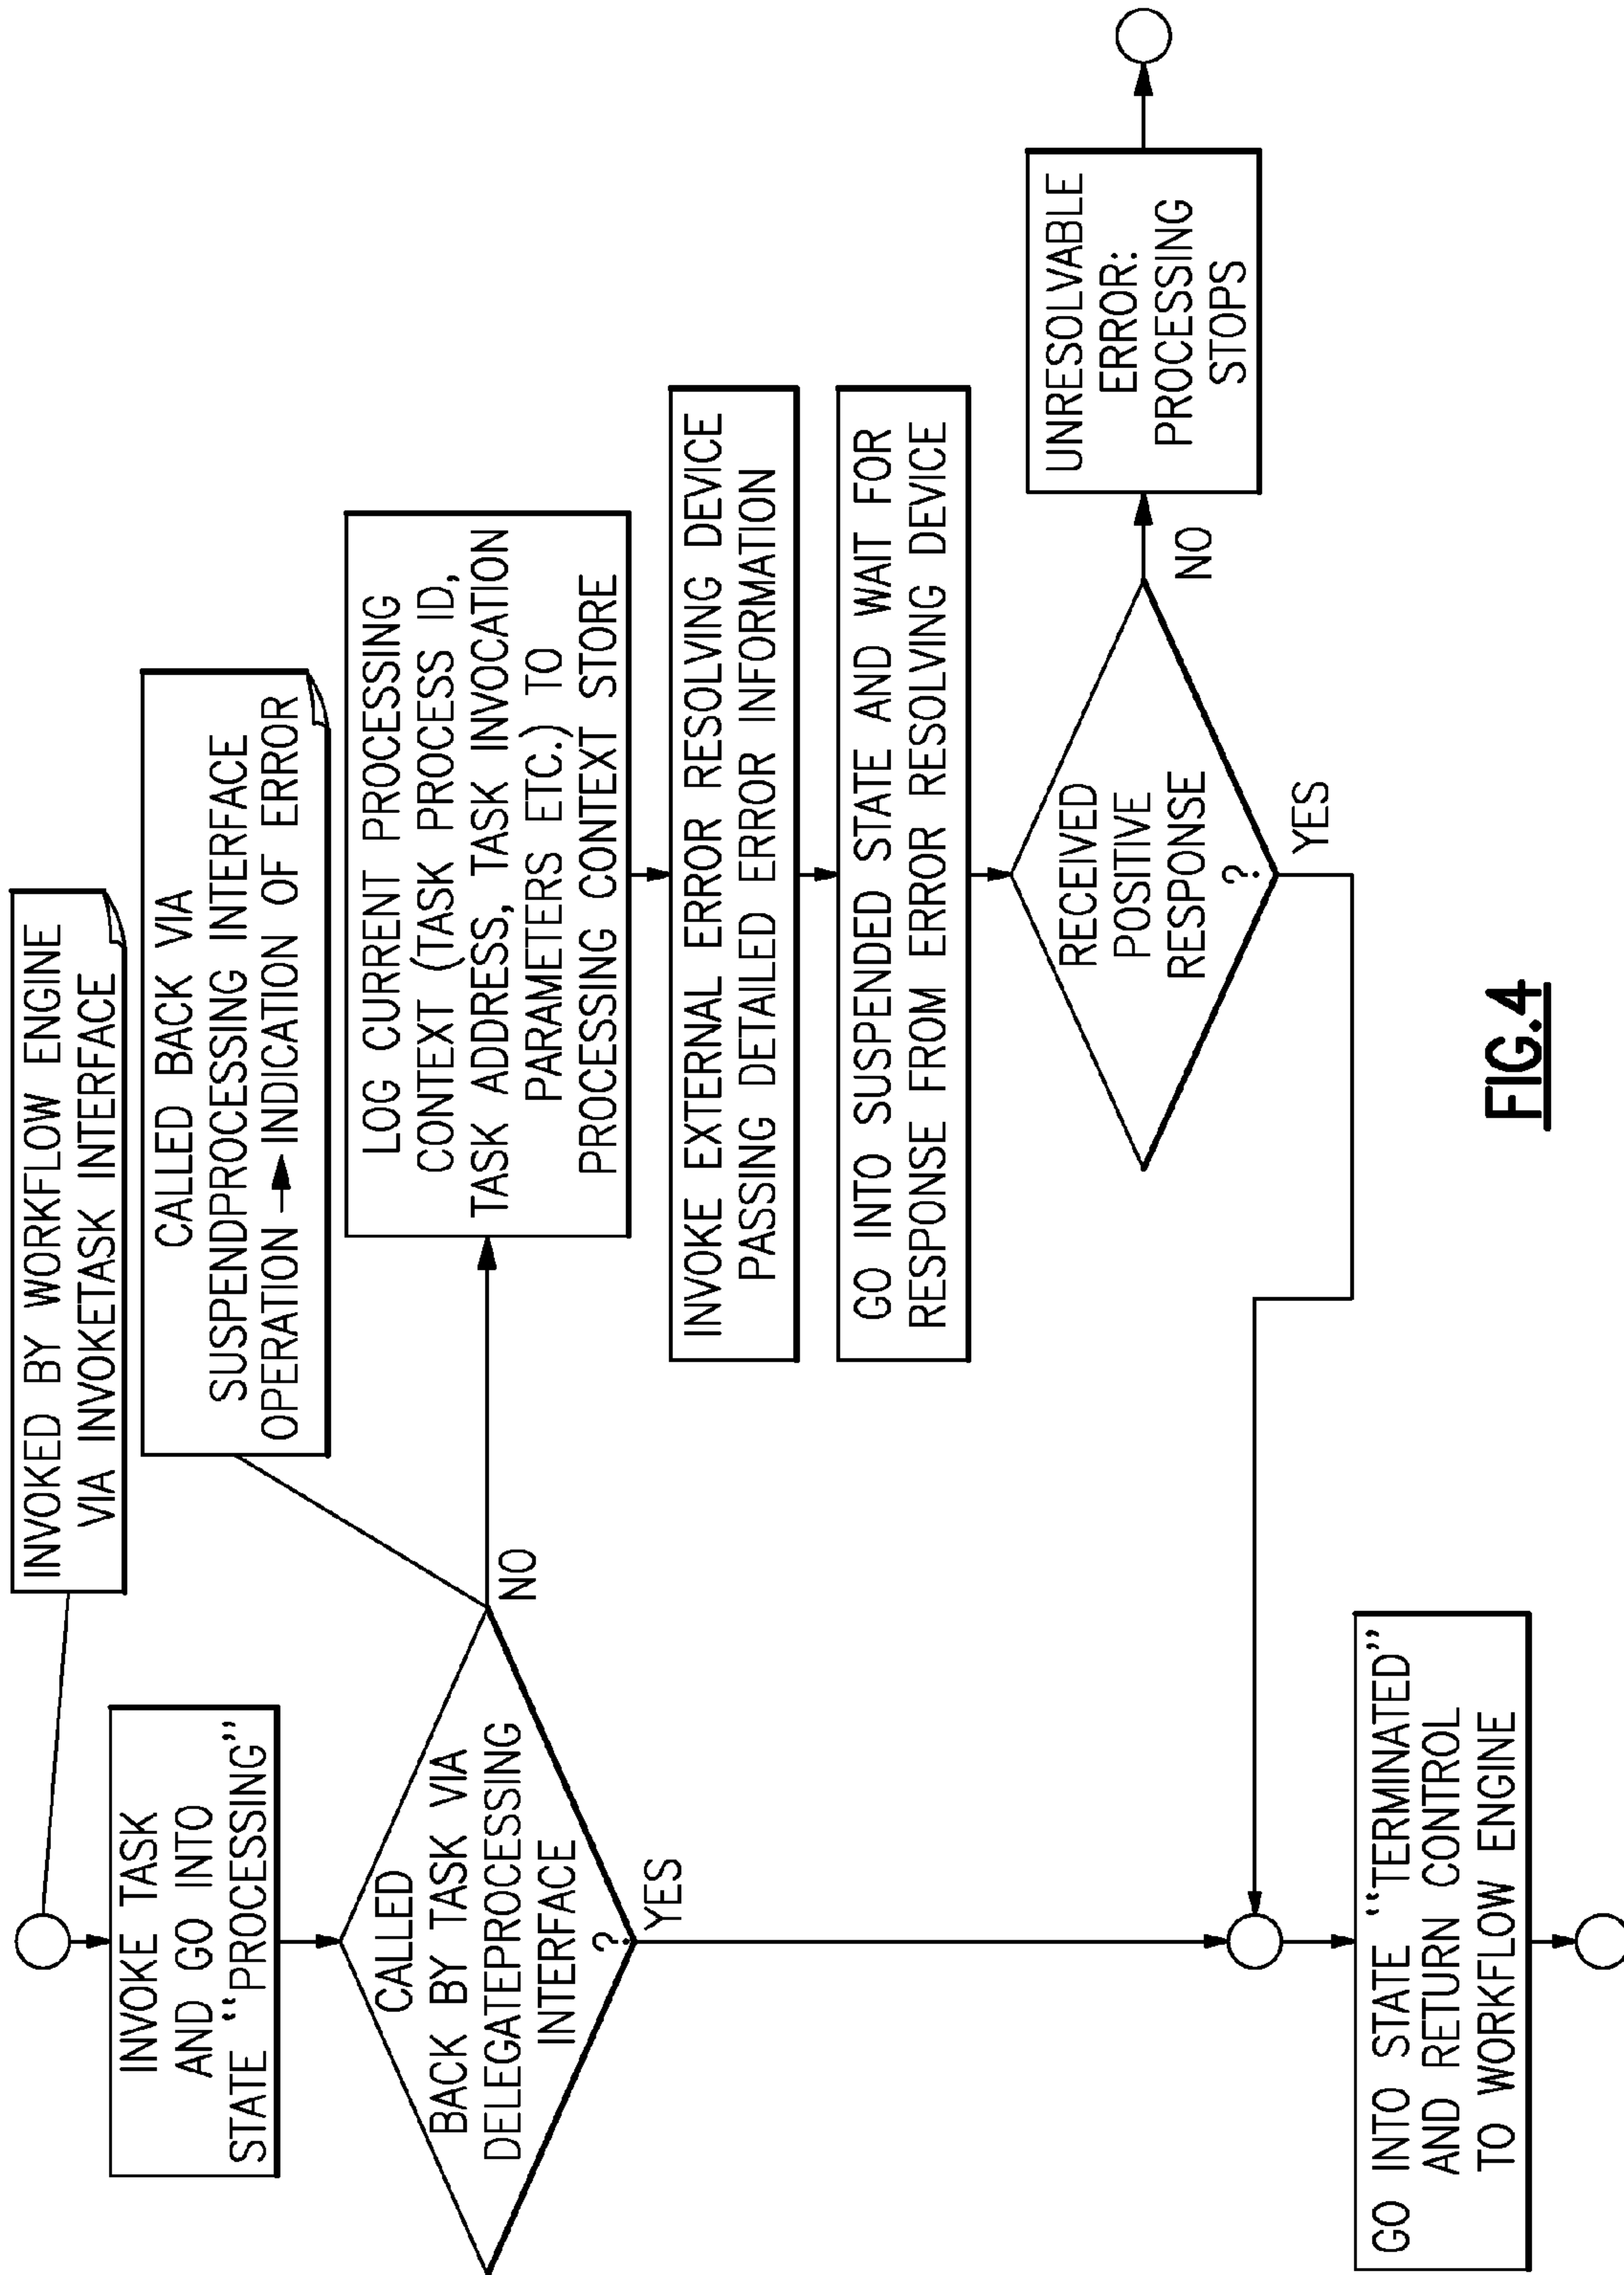 INVOKED BY WORKFLOW ENGINE
VIA INVOKETASK INTERFACE
INVOKE TASK
AND GO INTO
STATE “PROCESSING”
CALLED BACK VIA
SUSPENDPROCESSING INTERFACE
OPERATION → INDICATION OF ERROR
CALLED
BACK BY TASK VIA
DELEGATEPROCESSING
INTERFACE
?
NO
YES
LOG CURRENT PROCESSING
CONTEXT (TASK PROCESS ID,
TASK ADDRESS, TASK INVOCATION
PARAMETERS ETC.) TO
PROCESSING CONTEXT STORE
INVOKE EXTERNAL ERROR RESOLVING DEVICE
PASSING DETAILED ERROR INFORMATION
GO INTO SUSPENDED STATE AND WAIT FOR
RESPONSE FROM ERROR RESOLVING DEVICE
RECEIVED
POSITIVE
RESPONSE
?
NO
YES
UNRESOLVABLE
ERROR:
PROCESSING
STOPS
GO INTO STATE “TERMINATED”
AND RETURN CONTROL
TO WORKFLOW ENGINE
FIG.4